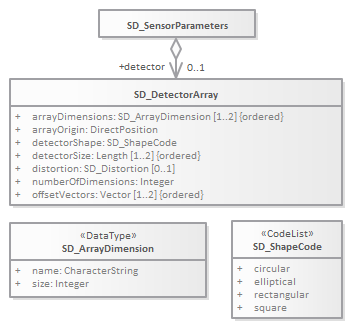 SD_SensorParameters
+detector 0..1
SD_DetectorArray
+ arrayDimensions: SD_ArrayDimension [1..2] {ordered}
+ arrayOrigin: DirectPosition
+ detectorShape: SD_ShapeCode
+ detectorSize: Length [1..2] {ordered}
+ distortion: SD_Distortion [0..1]
+ numberOfDimensions: Integer
+ offsetVectors: Vector [1..2] {ordered}
«DataType»
SD_ArrayDimension
+ name: CharacterString
+ size: Integer
«CodeList»
SD_ShapeCode
+ circular
+ elliptical
+ rectangular
+ square